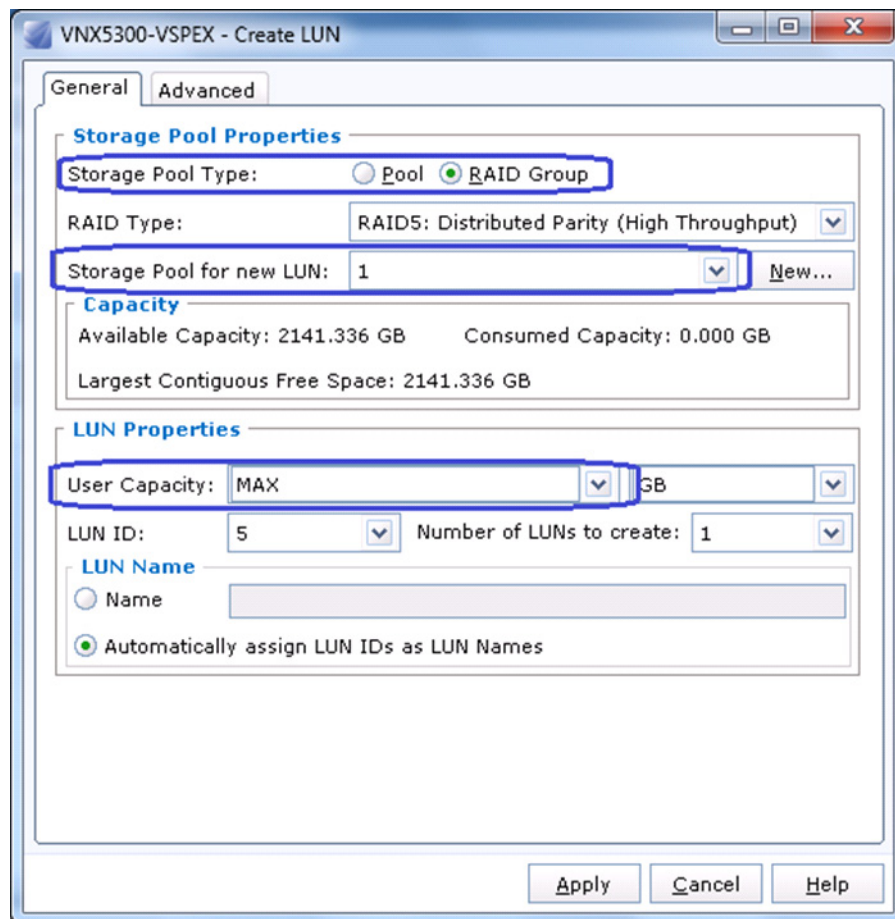 VNX5300-VSPEX - Create LUN
General Advanced
Storage Pool Properties
Storage Pool Type: Pool RAID Group
RAID Type: RAID5: Distributed Parity (High Throughput)
Storage Pool for new LUN: 1 New...
Capacity
Available Capacity: 2141.336 GB Consumed Capacity: 0.000 GB
Largest Contiguous Free Space: 2141.336 GB
LUN Properties
User Capacity: MAX GB
LUN ID: 5 Number of LUNs to create: 1
LUN Name
Name
Automatically assign LUN IDs as LUN Names
Apply Cancel Help